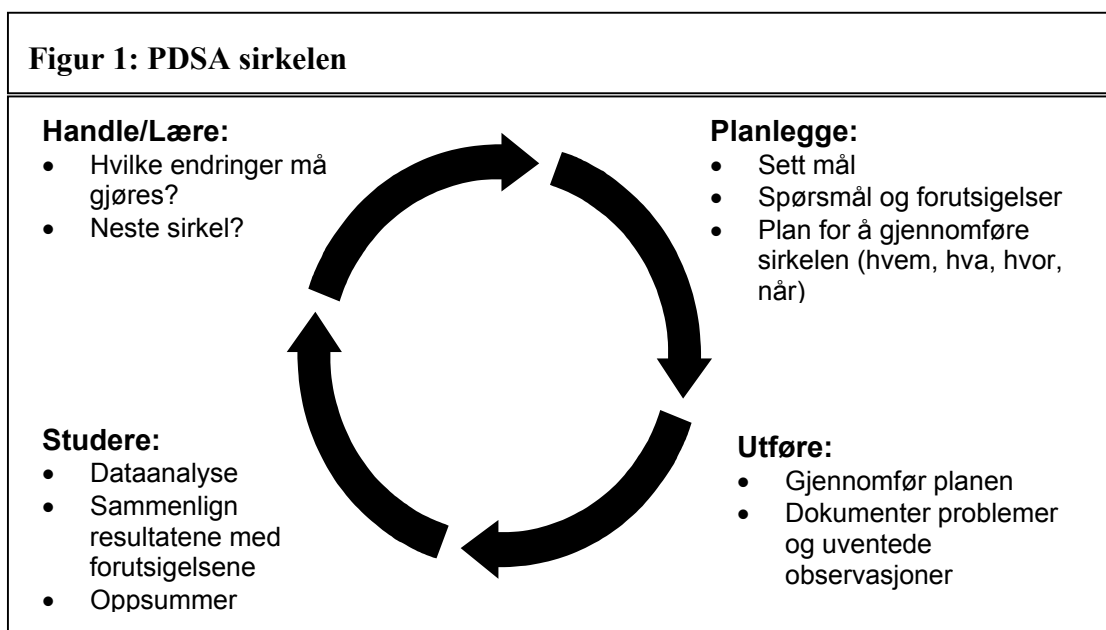 Figur 1: PDSA sirkelen
Handle/Lære:
• Hvilke endringer må
gjøres?
• Neste sirkel?
Planlegge:
• Sett mål
• Spørsmål og forutsigelser
• Plan for å gjennomføre
sirkelen (hvem, hva, hvor,
når)
Studere:
• Dataanalyse
• Sammenlign
resultatene med
forutsigelsene
• Oppsummer
Utføre:
• Gjennomfør planen
• Dokumenter problemer
og uventede
observasjoner